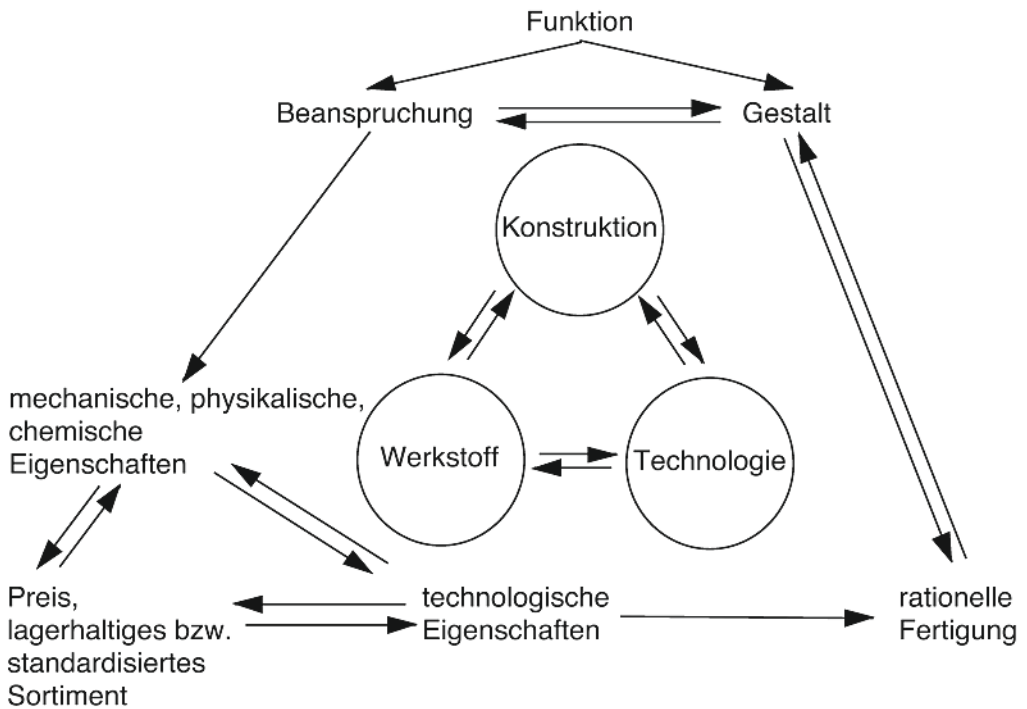 Funktion
Beanspruchung
Gestalt
Konstruktion
mechanische, physikalische,
chemische
Eigenschaften
Werkstoff
Technologie
Preis,
lagerhaltiges bzw.
standardisiertes
Sortiment
technologische
Eigenschaften
rationelle
Fertigung